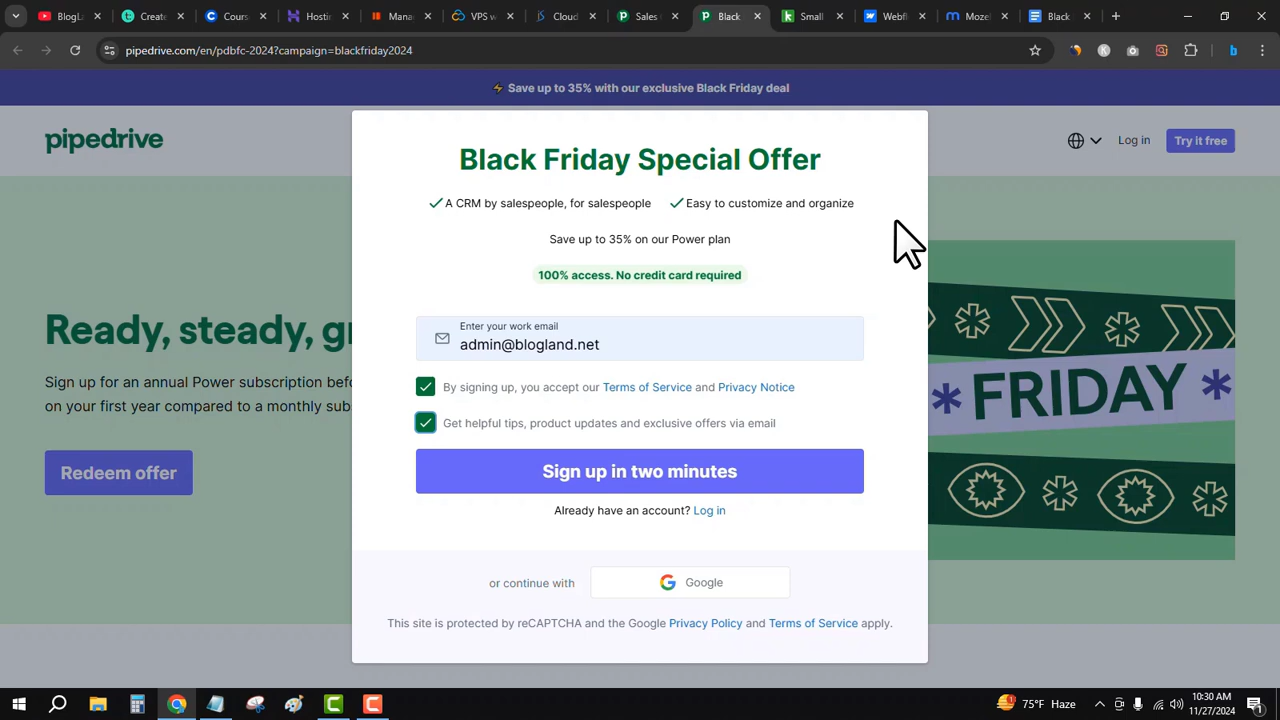 BlogLa
Create
Cours
Hostin
Mana
VPS w
Cloud
Sales
Black
Small
Webfl
Mozel
Black
pipedrive.com/en/pdbfc-2024?campaign=blackfriday2024
⚡ Save up to 35% with our exclusive Black Friday deal
pipedrive
Log in
Try it free
Black Friday Special Offer
A CRM by salespeople, for salespeople
Easy to customize and organize
Save up to 35% on our Power plan
100% access. No credit card required
Ready, steady, gr
Enter your work email
admin@blogland.net
Sign up for an annual Power subscription befo
on your first year compared to a monthly sub
By signing up, you accept our Terms of Service and Privacy Notice
Get helpful tips, product updates and exclusive offers via email
Redeem offer
Sign up in two minutes
Already have an account? Log in
FRIDAY
or continue with
Google
This site is protected by reCAPTCHA and the Google Privacy Policy and Terms of Service apply.
75°F Haze
10:30 AM
11/27/2024